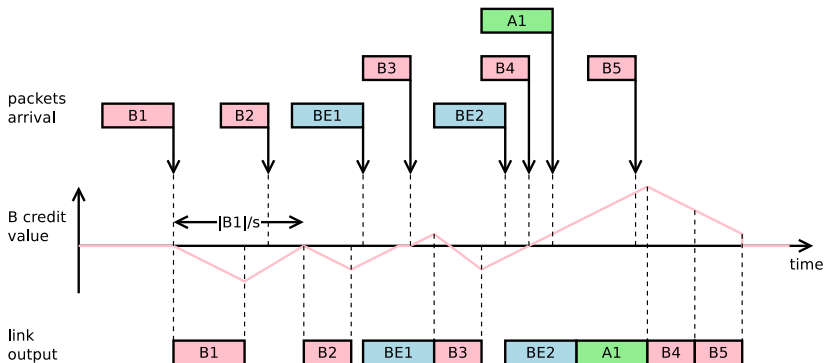 A1
B3
B4
B5
packets
arrival
B1
B2
BE1
BE2
B credit
value
|B1|/s
time
link
output
B1
B2
BE1
B3
BE2
A1
B4
B5